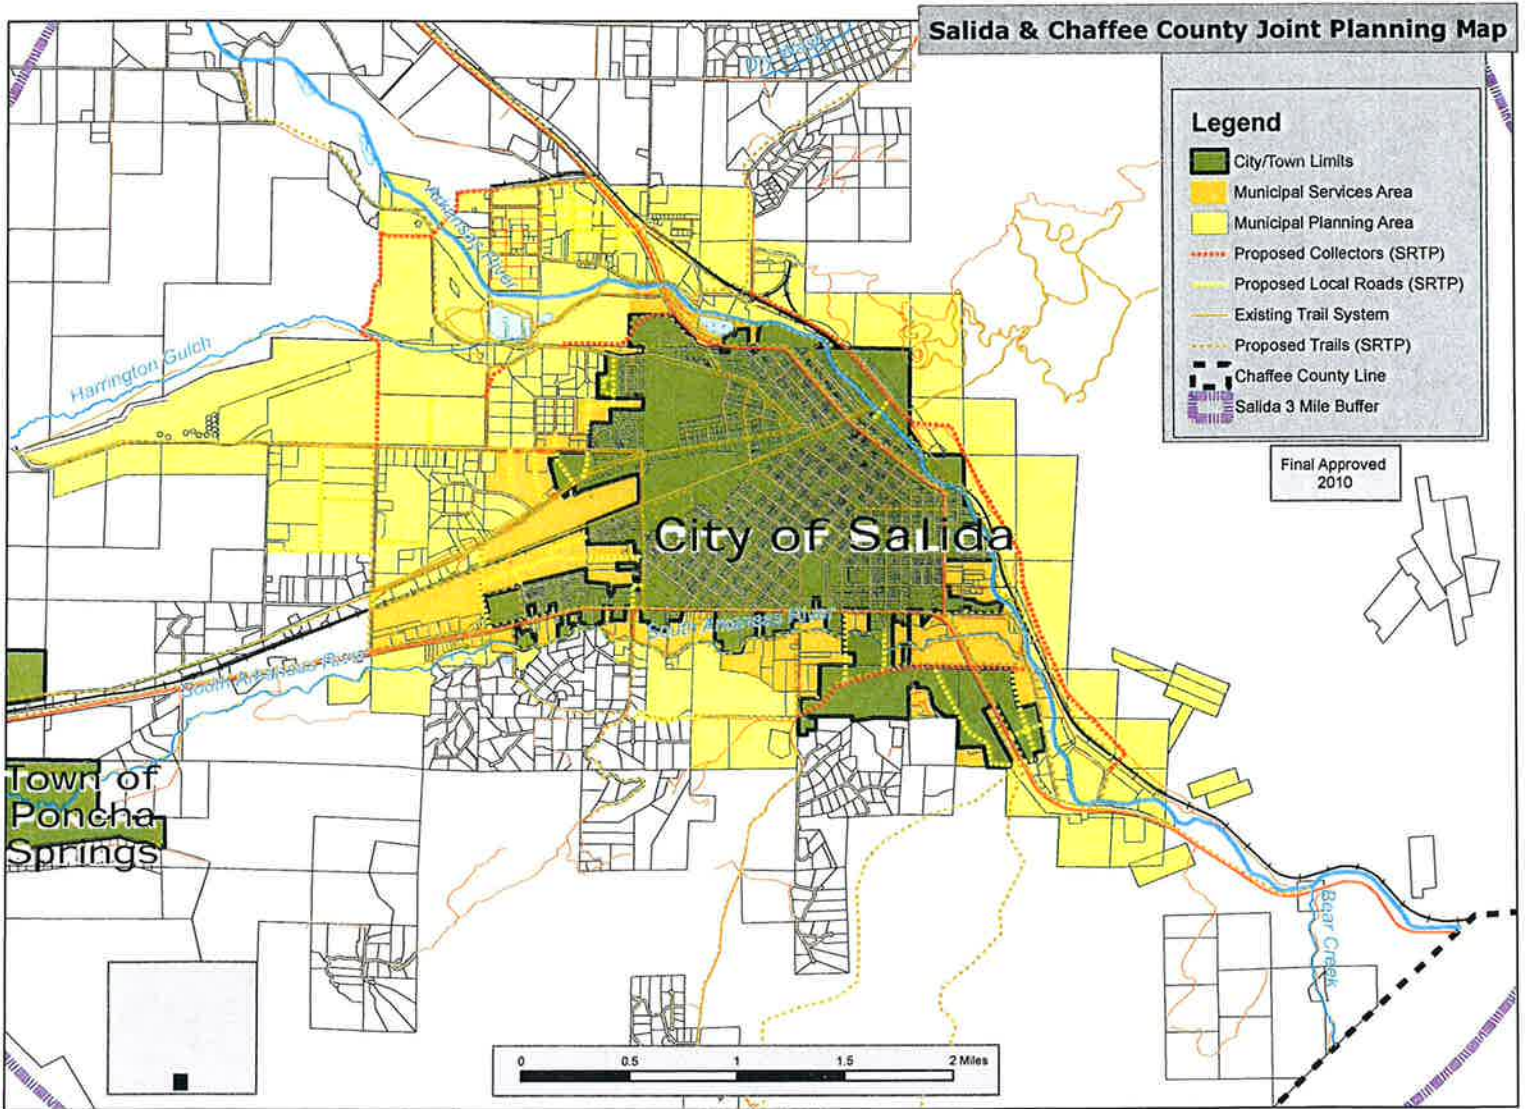 Salida & Chaffee County Joint Planning Map
Legend
City/Town Limits
Municipal Services Area
Municipal Planning Area
Proposed Collectors (SRTP)
Proposed Local Roads (SRTP)
Existing Trail System
Proposed Trails (SRTP)
Chaffee County Line
Salida 3 Mile Buffer
Final Approved
2010
Arkansas River
Harrington Gulch
City of Salida
South Arkansas River
South Arkansas River
Town of
Poncha
Springs
Bear Creek
0 0.5 1 1.5 2 Miles